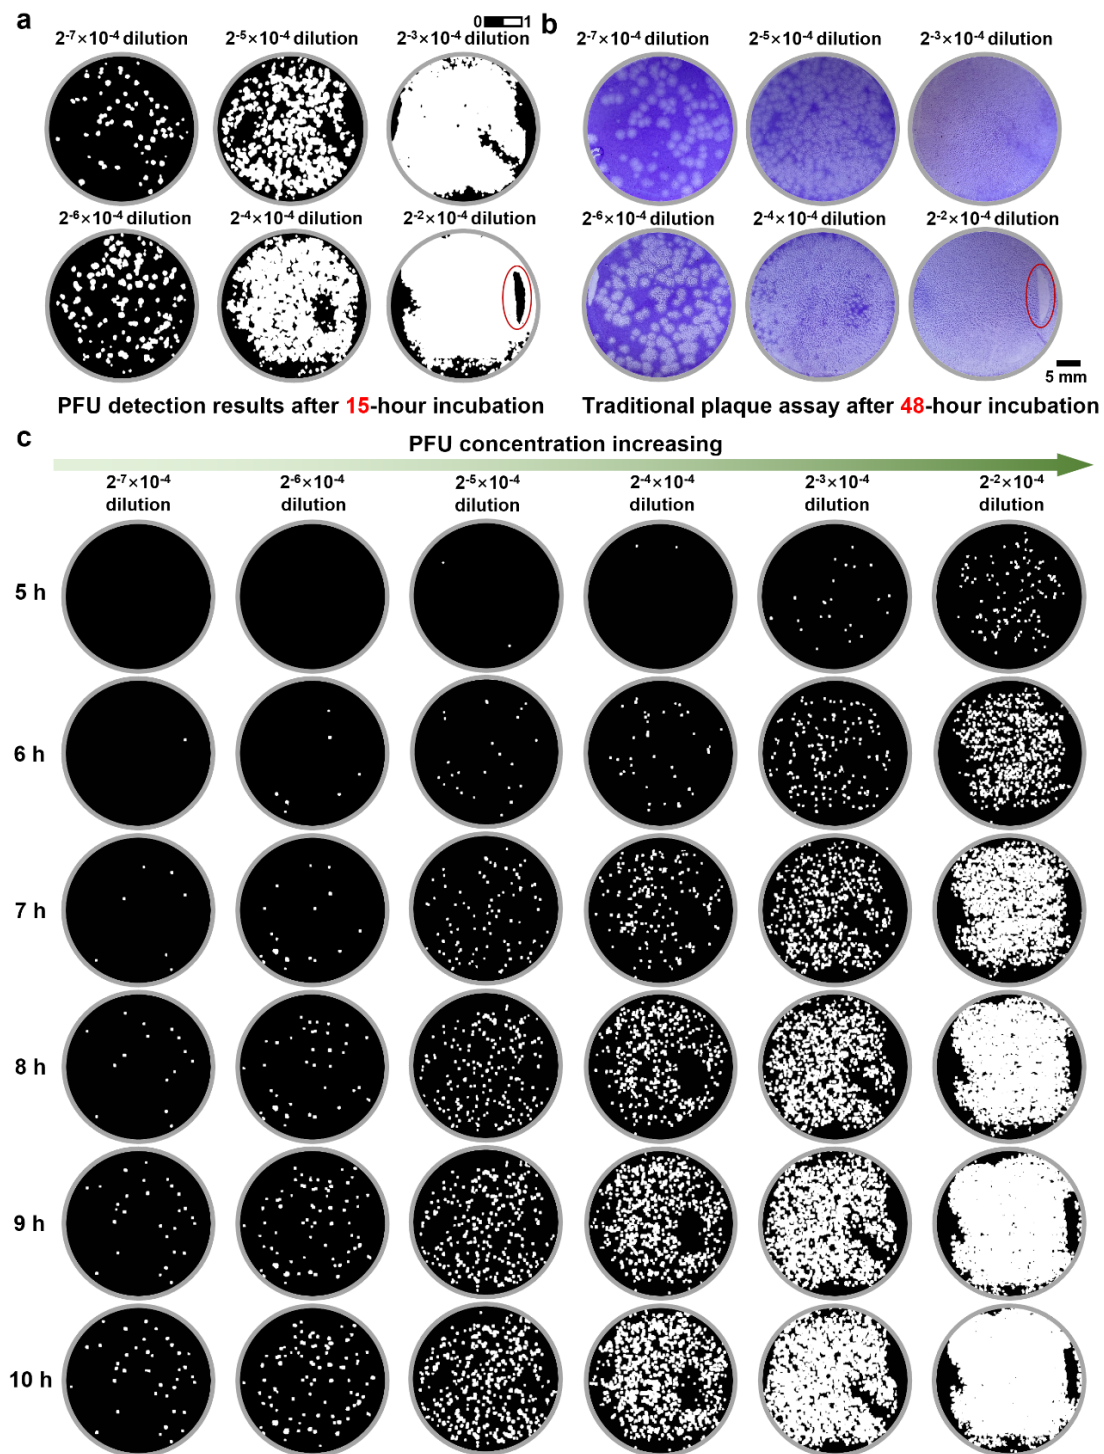 a
0 1
2⁻⁷×10⁻⁴ dilution 2⁻⁵×10⁻⁴ dilution 2⁻³×10⁻⁴ dilution
2⁻⁶×10⁻⁴ dilution 2⁻⁴×10⁻⁴ dilution 2⁻²×10⁻⁴ dilution
PFU detection results after 15-hour incubation
b
2⁻⁷×10⁻⁴ dilution 2⁻⁵×10⁻⁴ dilution 2⁻³×10⁻⁴ dilution
2⁻⁶×10⁻⁴ dilution 2⁻⁴×10⁻⁴ dilution 2⁻²×10⁻⁴ dilution
5 mm
Traditional plaque assay after 48-hour incubation
c
PFU concentration increasing
2⁻⁷×10⁻⁴ 2⁻⁶×10⁻⁴ 2⁻⁵×10⁻⁴ 2⁻⁴×10⁻⁴ 2⁻³×10⁻⁴ 2⁻²×10⁻⁴
dilution dilution dilution dilution dilution dilution
5 h
6 h
7 h
8 h
9 h
10 h